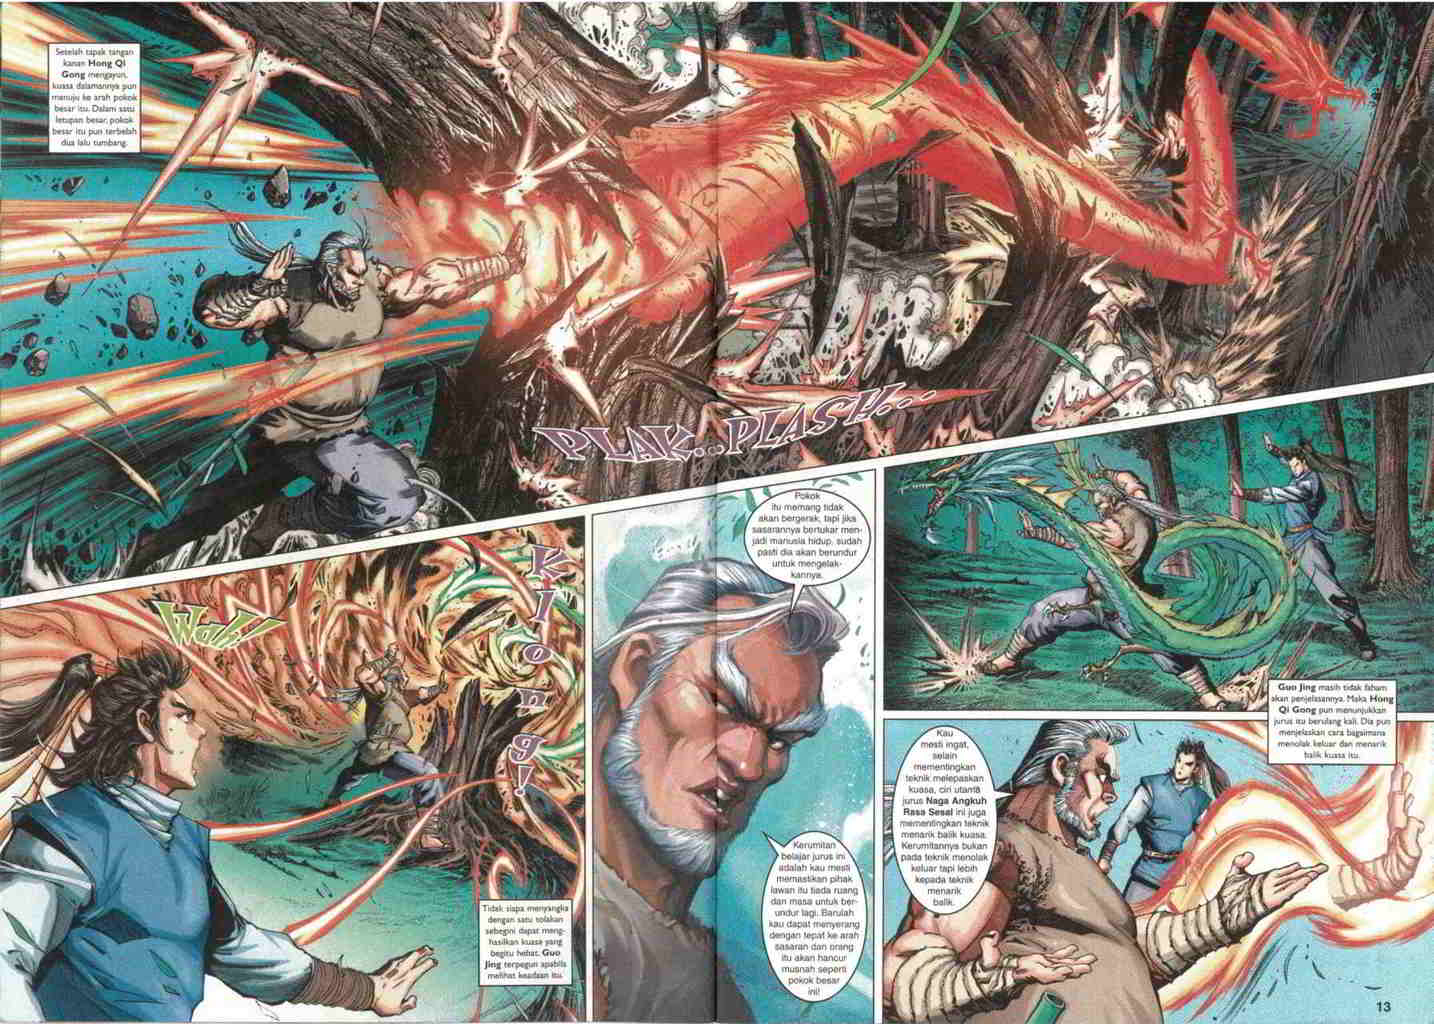 Setelah tapak tangan
kanan Hong Qi
Gong mengayun,
kuasa dalamannya pun
menuju ke arah pokok
besar itu. Dalam satu
letupan besar, pokok
besar itu pun terbelah
dua lalu tumbang.
PLAK...PLASH...
Wah!
Klong!
Tidak siapa menyangka
dengan satu tolakan
sebegini dapat meng-
hasilkan kuasa yang
begitu hebat. Guo
Jing terpegun apabila
melihat keadaan itu.
Pokok
itu memang tidak
akan bergerak, tapi jika
sasarannya bertukar men-
jadi manusia hidup, sudah
pasti dia akan berundur
untuk mengelak-
kannya.
Kerumitan
belajar jurus ini
adalah kau mesti
memastikan pihak
lawan itu tiada ruang
dan masa untuk ber-
undur lagi. Barulah
kau dapat menyerang
dengan tepat ke arah
sasaran dan orang
itu akan hancur
musnah seperti
pokok besar
ini!
Guo Jing masih tidak faham
akan penjelasannya. Maka Hong
Qi Gong pun menunjukkan
jurus itu berulang kali. Dia pun
menjelaskan cara bagaimana
menolak keluar dan menarik
balik kuasa itu.
Kau
mesti ingat,
selain
mementingkan
teknik melepaskan
kuasa, ciri utama
jurus Naga Angkuh
Rasa Sesal ini juga
mementingkan teknik
menarik balik kuasa.
Kerumitannya bukan
pada teknik menolak
keluar tapi lebih
kepada teknik
menarik
balik.
13